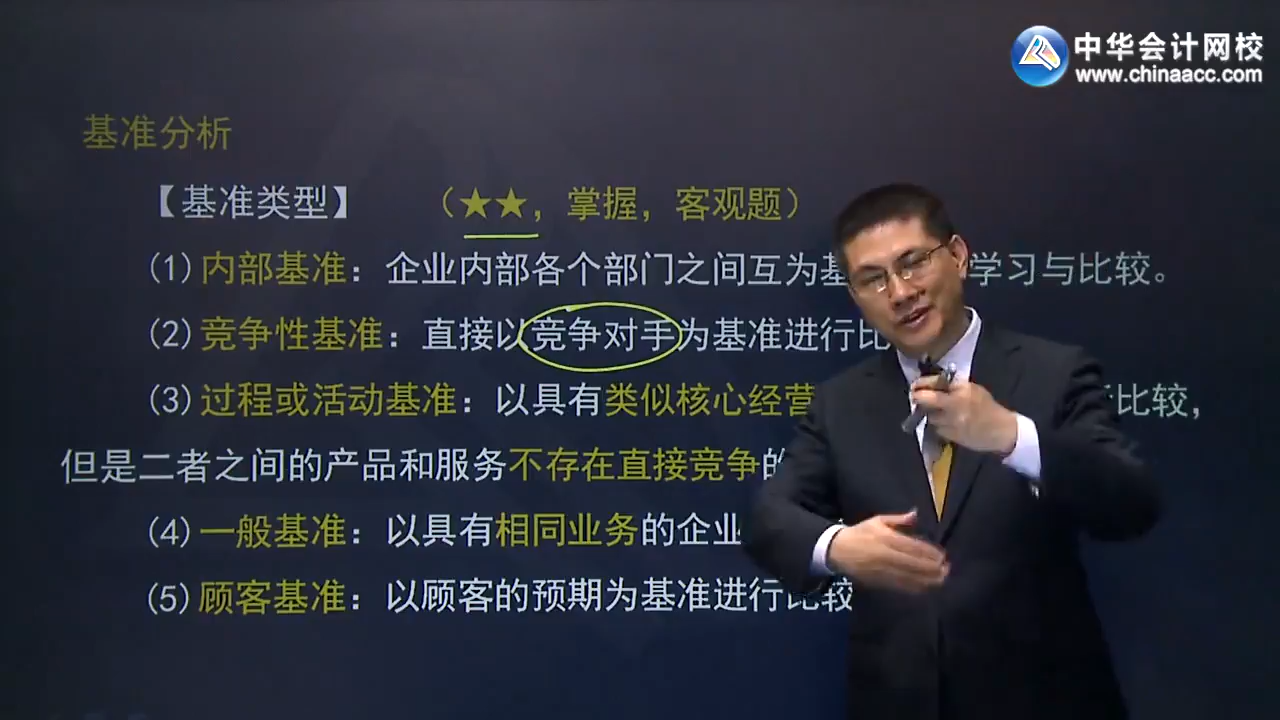 中华会计网校
www.chinaacc.com
基准分析
【基准类型】 （★★，掌握，客观题）
(1)内部基准：企业内部各个部门之间互为基 学习与比较。
(2)竞争性基准：直接以竞争对手为基准进行比
(3)过程或活动基准：以具有类似核心经营 比较，
但是二者之间的产品和服务不存在直接竞争的
(4)一般基准：以具有相同业务的企业
(5)顾客基准：以顾客的预期为基准进行比较